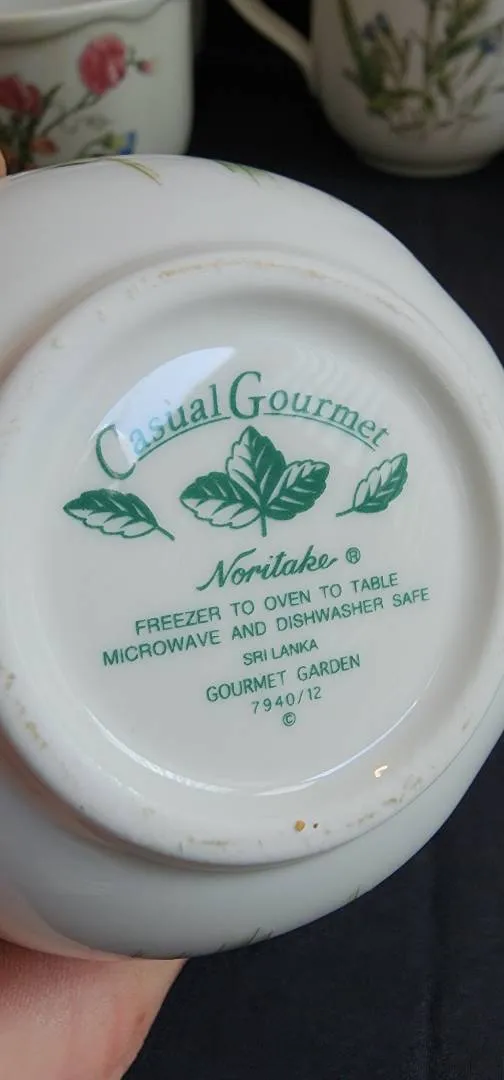 Casual Gourmet
Noritake ®
FREEZER TO OVEN TO TABLE
MICROWAVE AND DISHWASHER SAFE
SRI LANKA
GOURMET GARDEN
7940/12
©